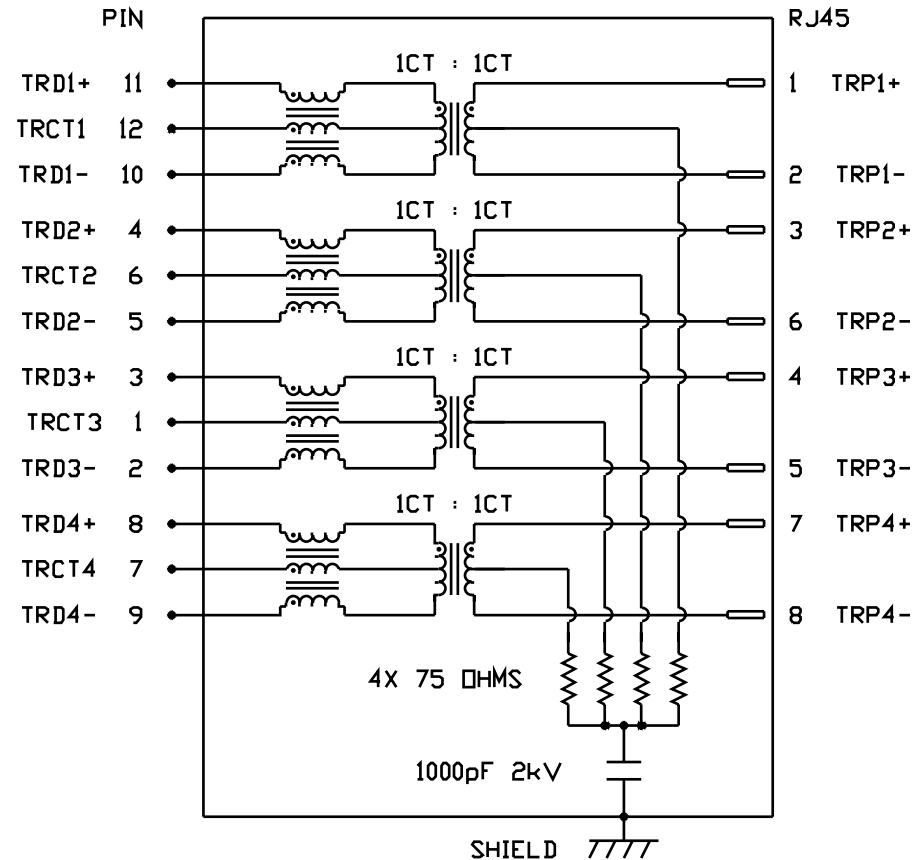 PIN RJ45
1CT : 1CT
TRD1+ 11 1 TRP1+
TRCT1 12
TRD1- 10 2 TRP1-
1CT : 1CT
TRD2+ 4 3 TRP2+
TRCT2 6
TRD2- 5 6 TRP2-
1CT : 1CT
TRD3+ 3 4 TRP3+
TRCT3 1
TRD3- 2 5 TRP3-
1CT : 1CT
TRD4+ 8 7 TRP4+
TRCT4 7
TRD4- 9 8 TRP4-
4X 75 OHMS
1000pF 2kV
SHIELD